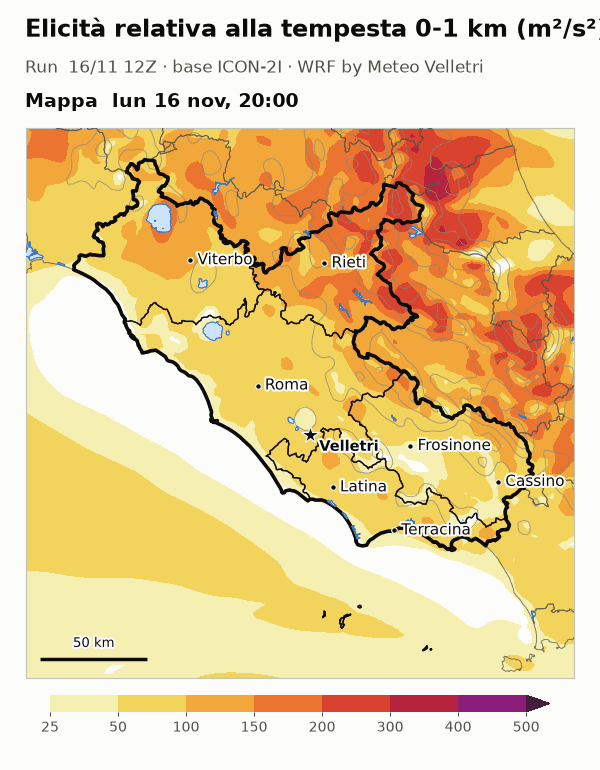 Elicità relativa alla tempesta 0-1 km (m²/s²)
Run  16/11 12Z · base ICON-2I · WRF by Meteo Velletri
Mappa  lun 16 nov, 20:00
Viterbo
Rieti
Roma
Velletri
Frosinone
Cassino
Latina
Terracina
50 km
25 50 100 150 200 300 400 500